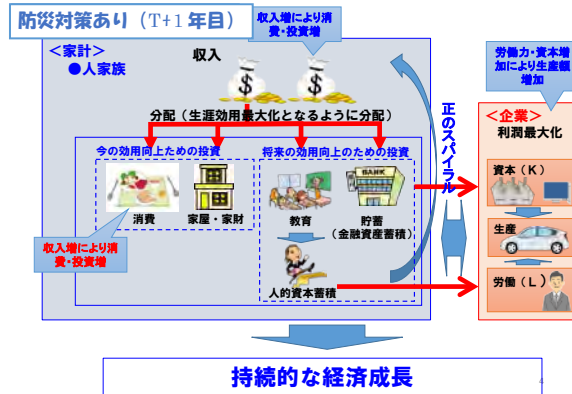 防災対策あり（T+1 年目）
収入増により消
費・投資増
＜家計＞
●人家族
収入
労働力・資本増
加により生産額
増加
分配（生涯効用最大化となるように分配）
正のスパイラル
＜企業＞
利潤最大化
今の効用向上ための投資
将来の効用向上のための投資
BANK
資本（K）
消費
家屋・家財
教育
貯蓄
（金融資産蓄積）
生産
収入増により消
費・投資増
人的資本蓄積
労働（L）
持続的な経済成長
4